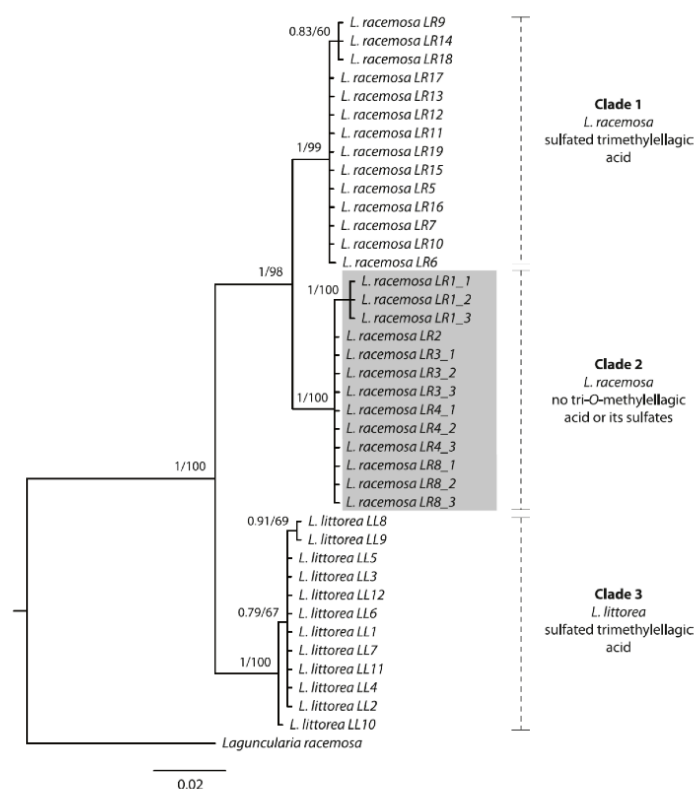 0.83/60
L. racemosa LR9
L. racemosa LR14
L. racemosa LR18
L. racemosa LR17
L. racemosa LR13
L. racemosa LR12
L. racemosa LR11
1/99
L. racemosa LR19
L. racemosa LR15
L. racemosa LR5
L. racemosa LR16
L. racemosa LR7
L. racemosa LR10
L. racemosa LR6
Clade 1
L. racemosa
sulfated trimethylellagic
acid
1/98
1/100
L. racemosa LR1_1
L. racemosa LR1_2
L. racemosa LR1_3
L. racemosa LR2
L. racemosa LR3_1
L. racemosa LR3_2
L. racemosa LR3_3
1/100
L. racemosa LR4_1
L. racemosa LR4_2
L. racemosa LR4_3
L. racemosa LR8_1
L. racemosa LR8_2
L. racemosa LR8_3
Clade 2
L. racemosa
no tri-O-methylellagic
acid or its sulfates
1/100
0.91/69
L. littorea LL8
L. littorea LL9
L. littorea LL5
L. littorea LL3
L. littorea LL12
0.79/67
L. littorea LL6
L. littorea LL1
L. littorea LL7
1/100
L. littorea LL11
L. littorea LL4
L. littorea LL2
L. littorea LL10
Clade 3
L. littorea
sulfated trimethylellagic
acid
Laguncularia racemosa
0.02